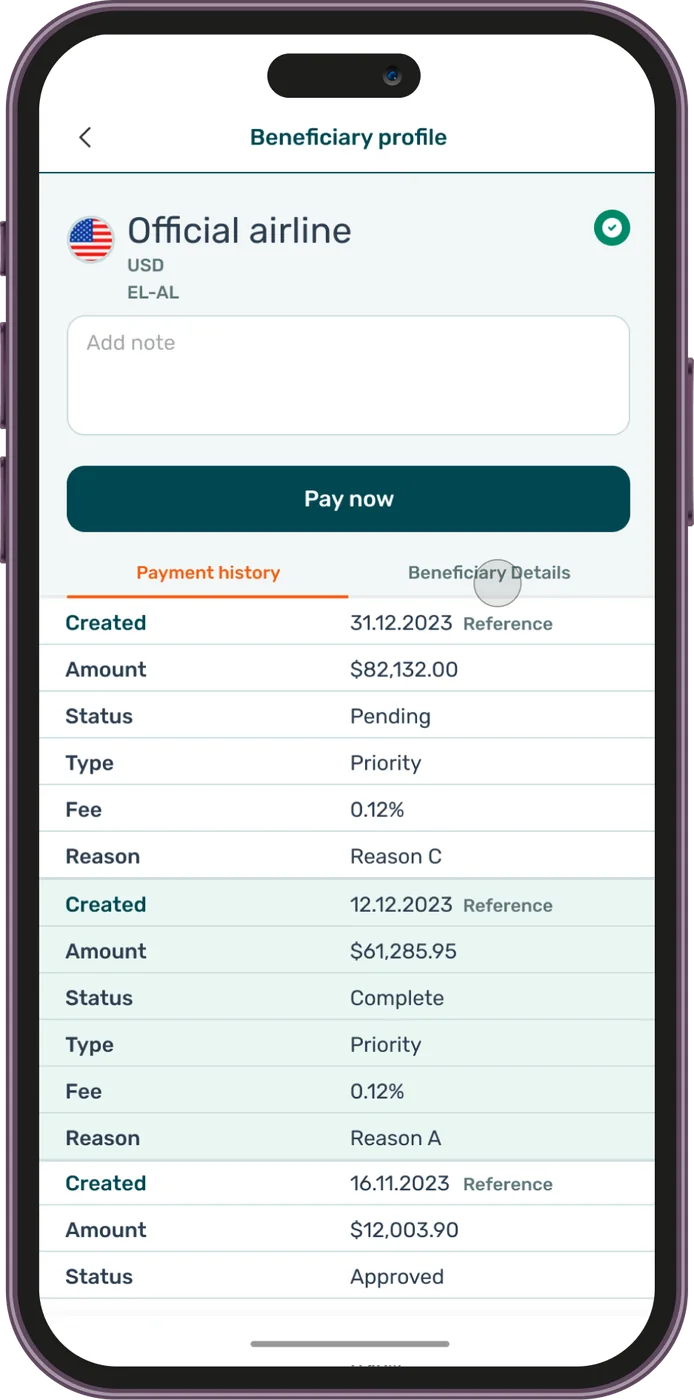 Beneficiary profile
Official airline
USD
EL-AL
Add note
Pay now
Payment history Beneficiary Details
Created 31.12.2023 Reference
Amount $82,132.00
Status Pending
Type Priority
Fee 0.12%
Reason Reason C
Created 12.12.2023 Reference
Amount $61,285.95
Status Complete
Type Priority
Fee 0.12%
Reason Reason A
Created 16.11.2023 Reference
Amount $12,003.90
Status Approved